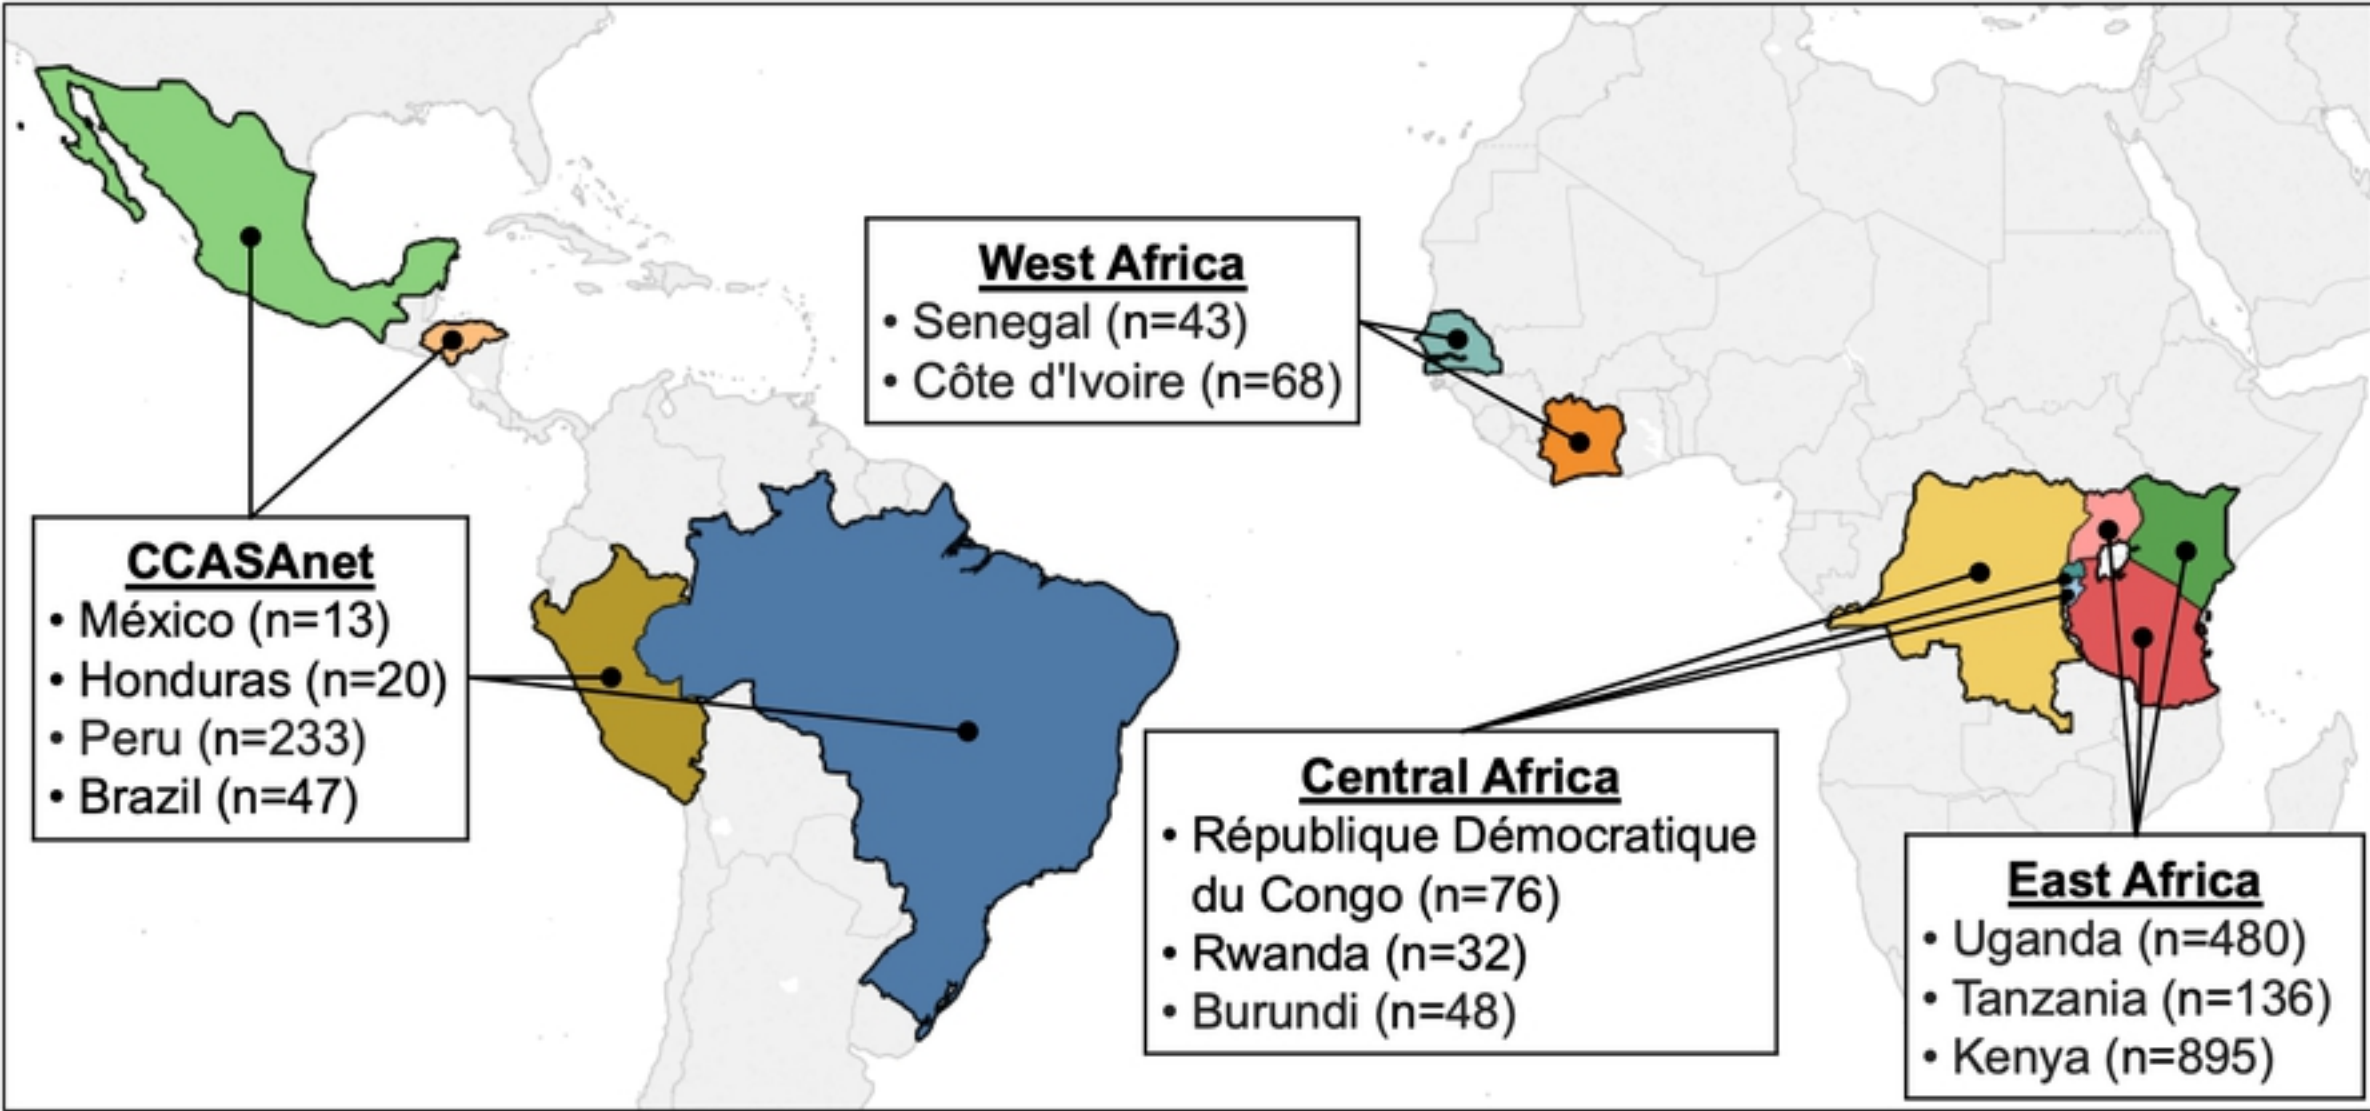 West Africa
• Senegal (n=43)
• Côte d'Ivoire (n=68)
CCASAnet
• México (n=13)
• Honduras (n=20)
• Peru (n=233)
• Brazil (n=47)
Central Africa
• République Démocratique
du Congo (n=76)
• Rwanda (n=32)
• Burundi (n=48)
East Africa
• Uganda (n=480)
• Tanzania (n=136)
• Kenya (n=895)